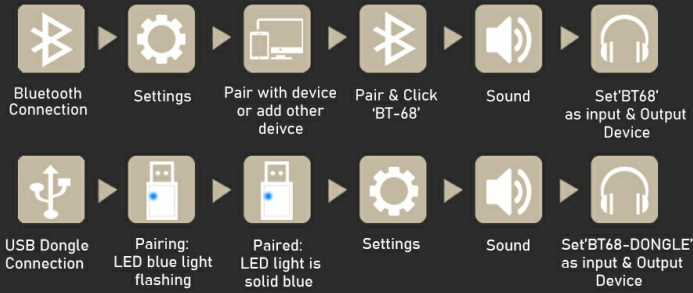 Bluetooth
Connection
Settings
Pair with device
or add other
deivce
Pair & Click
'BT-68'
Sound
Set'BT68'
as input & Output
Device
USB Dongle
Connection
Pairing:
LED blue light
flashing
Paired:
LED light is
solid blue
Settings
Sound
Set'BT68-DONGLE'
as input & Output
Device